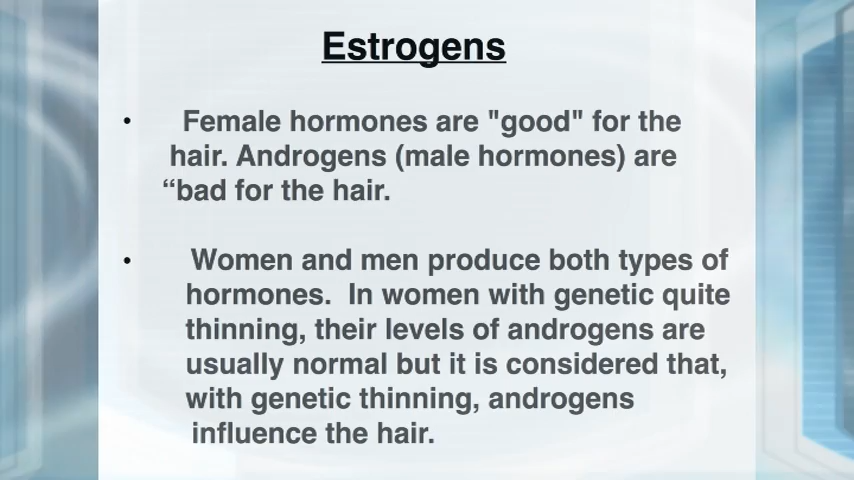 Estrogens
• Female hormones are "good" for the
hair. Androgens (male hormones) are
“bad for the hair.
• Women and men produce both types of
hormones.  In women with genetic quite
thinning, their levels of androgens are
usually normal but it is considered that,
with genetic thinning, androgens
influence the hair.